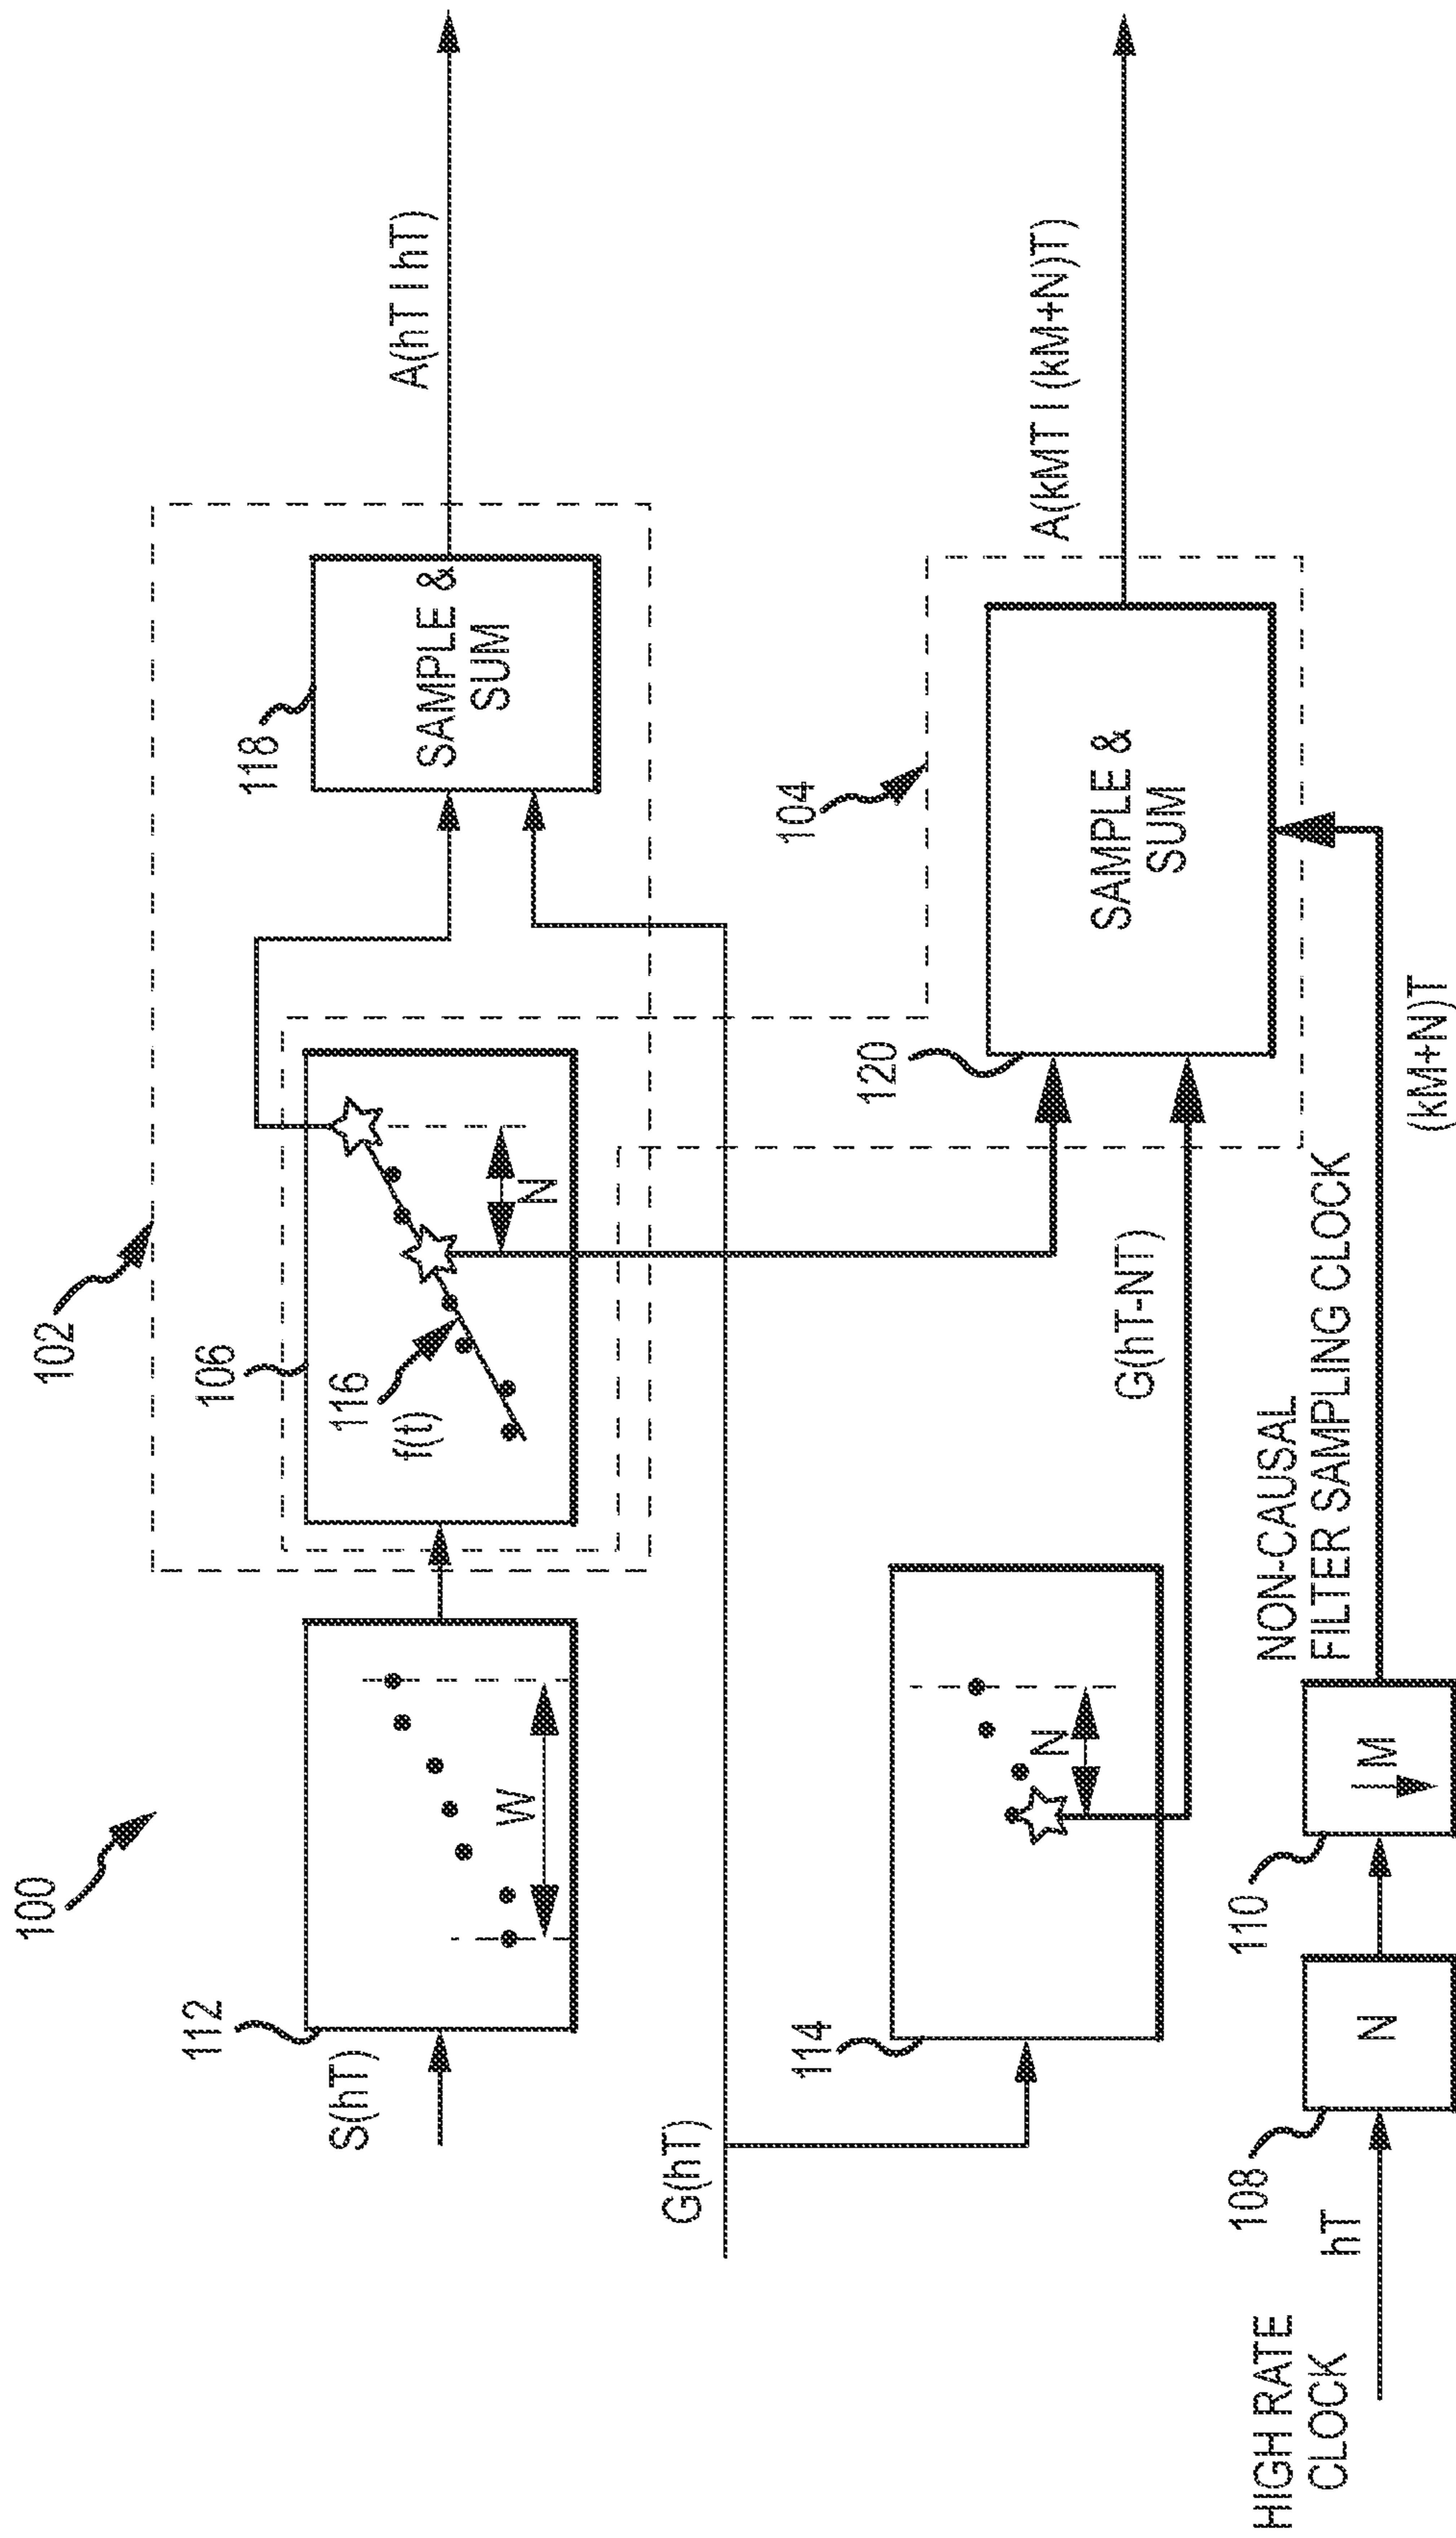 100
102
112
S(hT)
W
106
116
f(t)
N
118
SAMPLE &
SUM
A(hT I hT)
G(hT)
114
N
G(hT-NT)
104
120
SAMPLE &
SUM
A(kMT I (kM+N)T)
HIGH RATE
CLOCK
hT
108
N
110
M
NON-CAUSAL
FILTER SAMPLING CLOCK
(kM+N)T